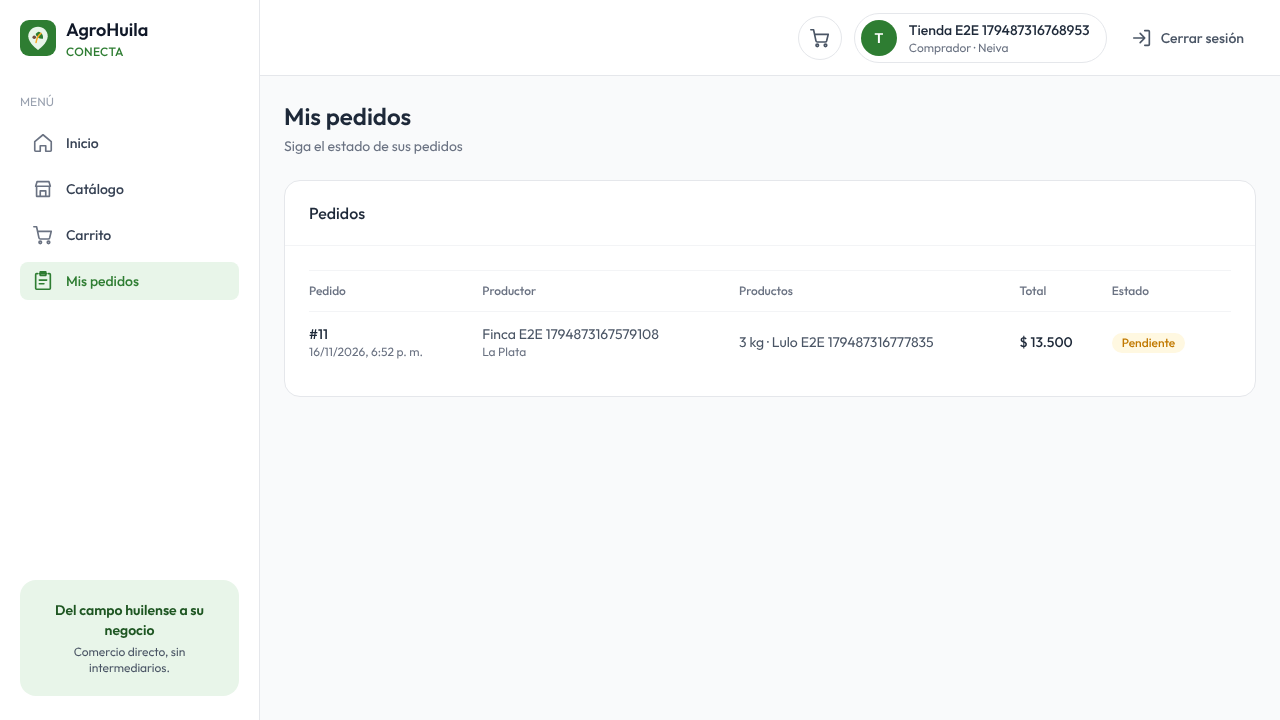 AgroHuila
CONECTA
MENÚ
Inicio
Catálogo
Carrito
Mis pedidos
Del campo huilense a su
negocio
Comercio directo, sin
intermediarios.
T
Tienda E2E 179487316768953
Comprador · Neiva
Cerrar sesión
Mis pedidos
Siga el estado de sus pedidos
Pedidos
Pedido Productor Productos Total Estado
#11
16/11/2026, 6:52 p. m.
Finca E2E 1794873167579108
La Plata
3 kg · Lulo E2E 179487316777835
$ 13.500
Pendiente